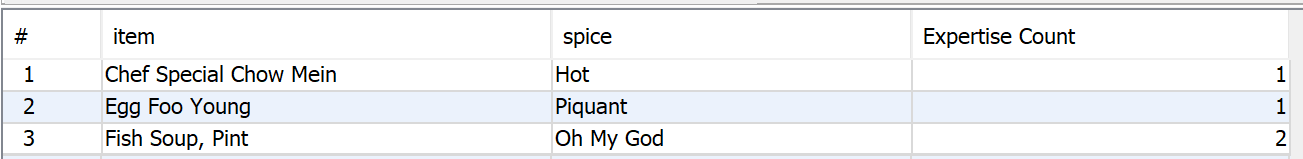 # item spice Expertise Count
1 Chef Special Chow Mein Hot 1
2 Egg Foo Young Piquant 1
3 Fish Soup, Pint Oh My God 2